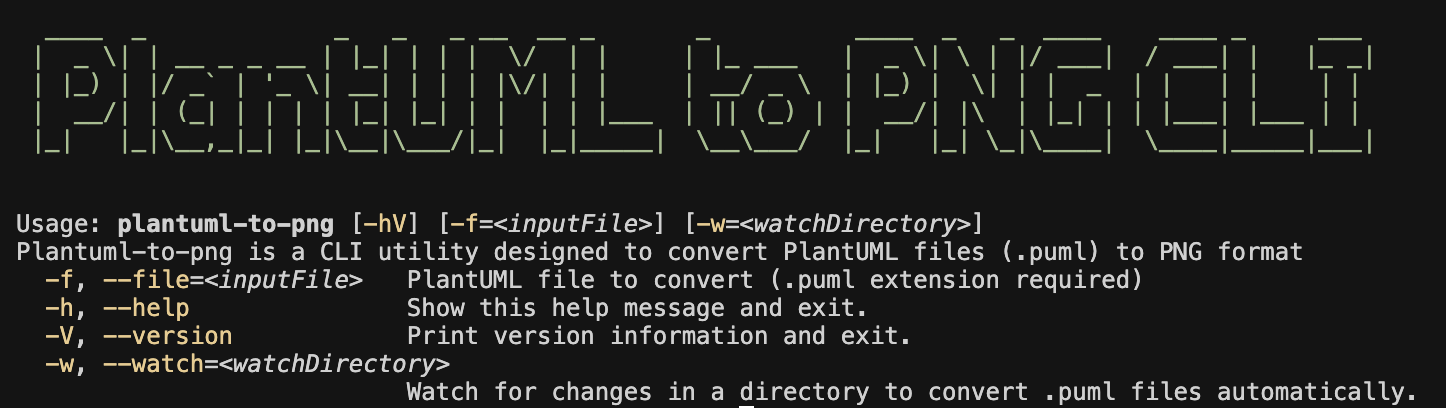 PlantUML to PNG CLI
Usage: plantuml-to-png [-hV] [-f=<inputFile>] [-w=<watchDirectory>]
Plantuml-to-png is a CLI utility designed to convert PlantUML files (.puml) to PNG format
-f, --file=<inputFile> PlantUML file to convert (.puml extension required)
-h, --help Show this help message and exit.
-V, --version Print version information and exit.
-w, --watch=<watchDirectory>
Watch for changes in a directory to convert .puml files automatically.